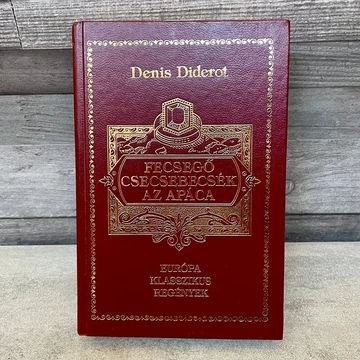 Denis Diderot
FECSEGŐ
CSECSEBECSÉK
AZ APÁCA
EURÓPA
KLASSZIKUS
REGÉNYEK